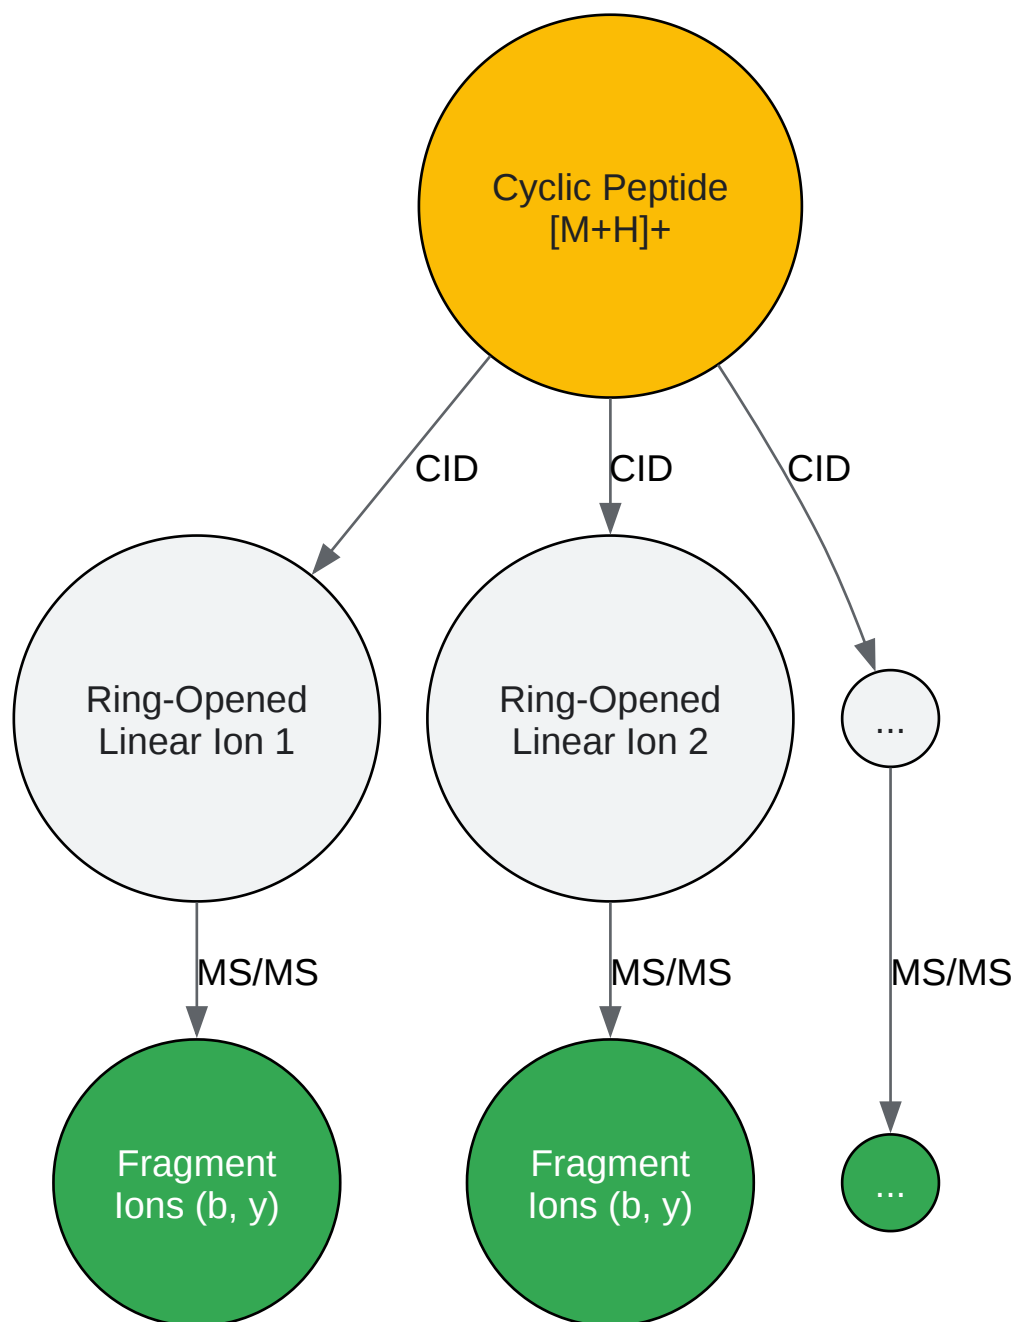 Cyclic Peptide
[M+H]+
CID
CID
CID
Ring-Opened
Linear Ion 1
Ring-Opened
Linear Ion 2
...
MS/MS
MS/MS
MS/MS
Fragment
Ions (b, y)
Fragment
Ions (b, y)
...